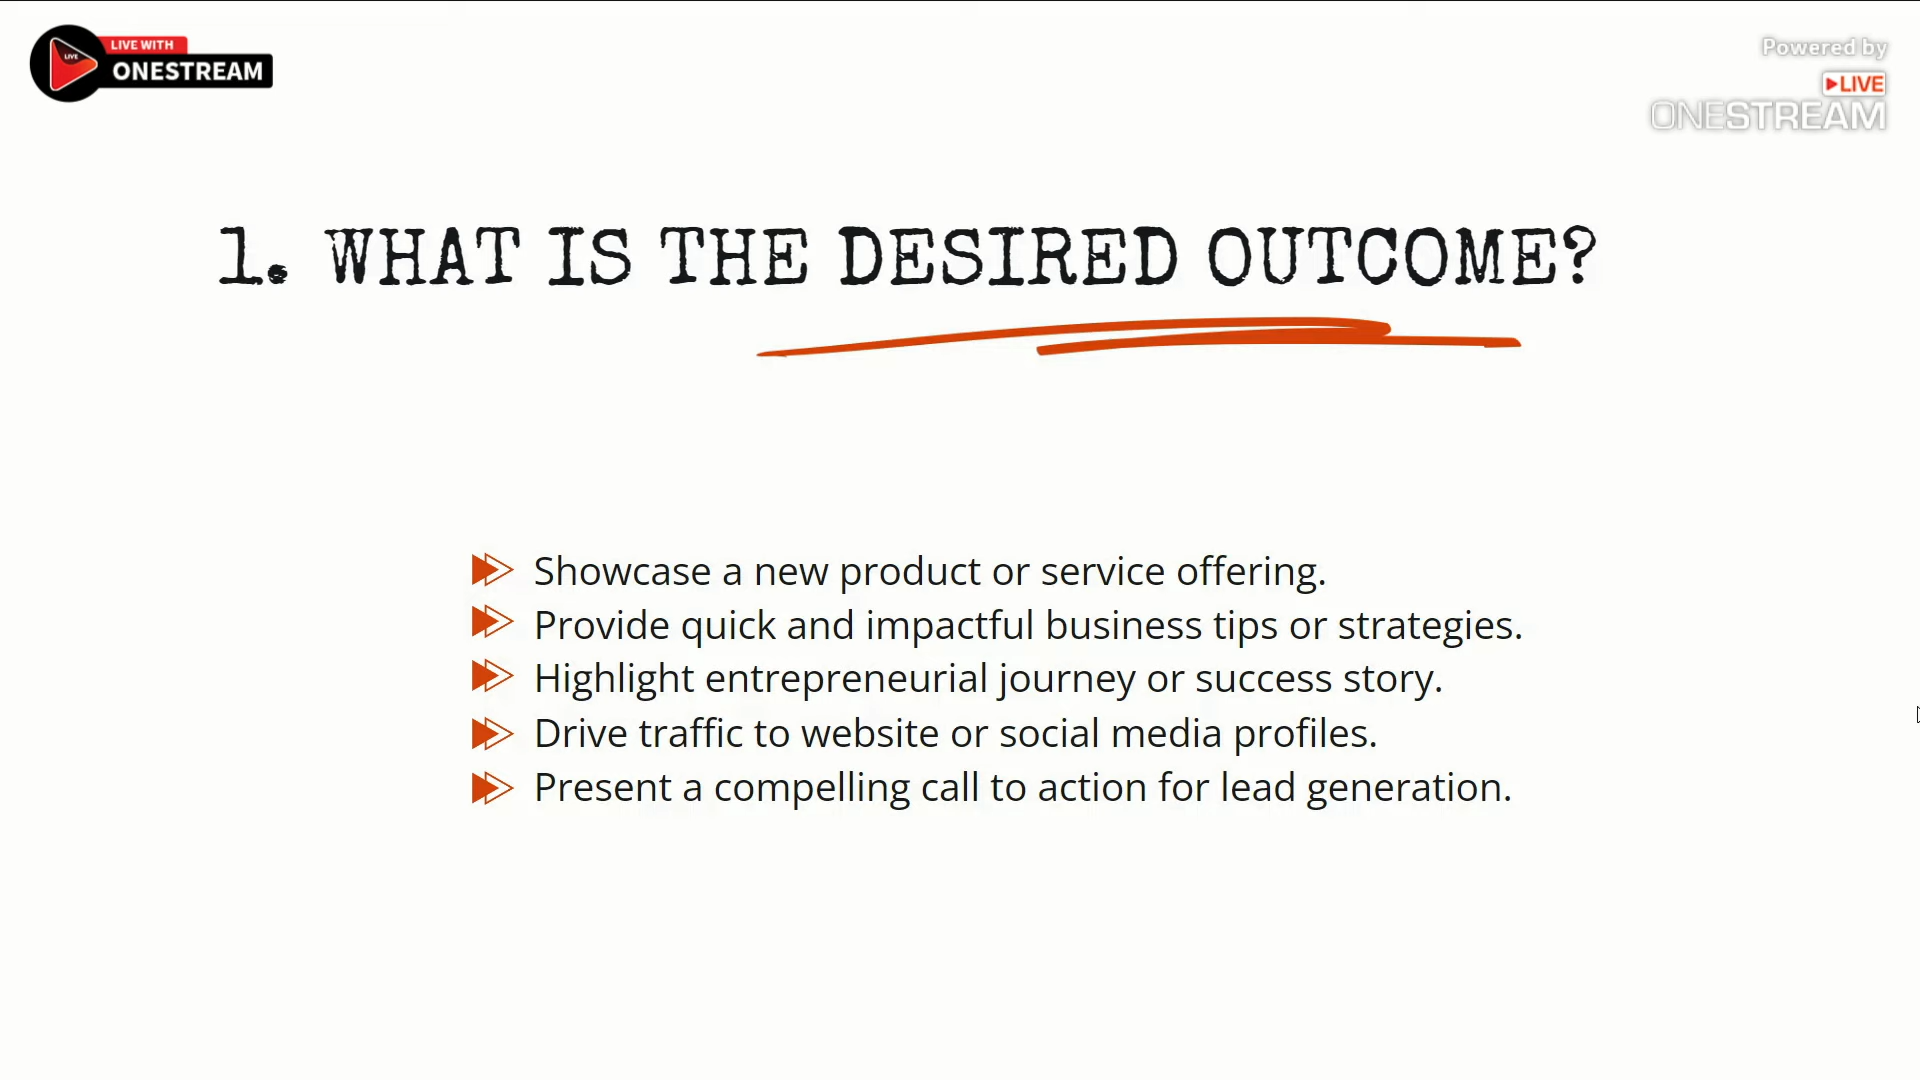 LIVE WITH
LIVE
ONESTREAM
Powered by
LIVE
ONESTREAM
1. WHAT IS THE DESIRED OUTCOME?
Showcase a new product or service offering.
Provide quick and impactful business tips or strategies.
Highlight entrepreneurial journey or success story.
Drive traffic to website or social media profiles.
Present a compelling call to action for lead generation.